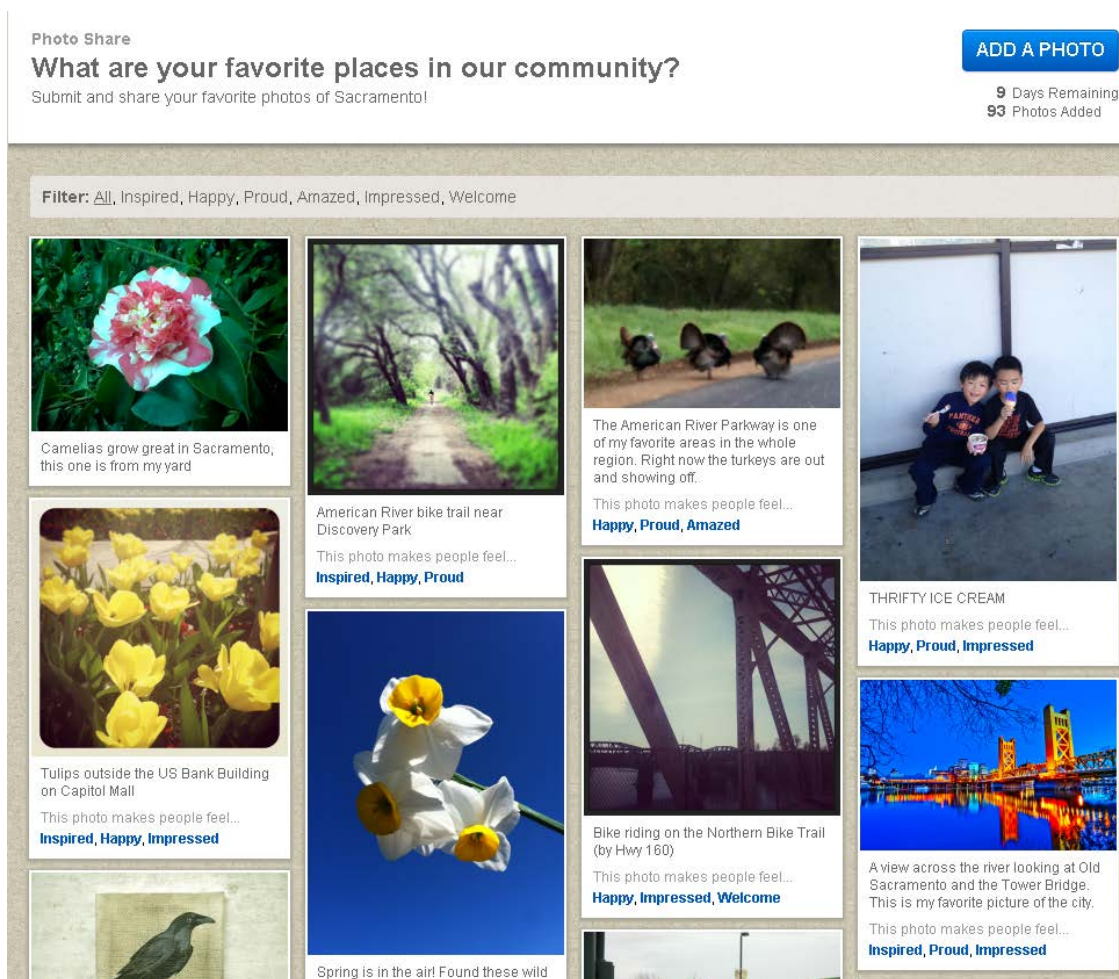 Photo Share
What are your favorite places in our community?
Submit and share your favorite photos of Sacramento!
ADD A PHOTO
9 Days Remaining
93 Photos Added
Filter: All, Inspired, Happy, Proud, Amazed, Impressed, Welcome
Camelias grow great in Sacramento,
this one is from my yard
Tulips outside the US Bank Building
on Capitol Mall
This photo makes people feel...
Inspired, Happy, Impressed
American River bike trail near
Discovery Park
This photo makes people feel...
Inspired, Happy, Proud
Spring is in the air! Found these wild
The American River Parkway is one
of my favorite areas in the whole
region. Right now the turkeys are out
and showing off.
This photo makes people feel...
Happy, Proud, Amazed
Bike riding on the Northern Bike Trail
(by Hwy 160)
This photo makes people feel...
Happy, Impressed, Welcome
PANTHER
THRIFTY ICE CREAM
This photo makes people feel...
Happy, Proud, Impressed
A view across the river looking at Old
Sacramento and the Tower Bridge.
This is my favorite picture of the city.
This photo makes people feel...
Inspired, Proud, Impressed